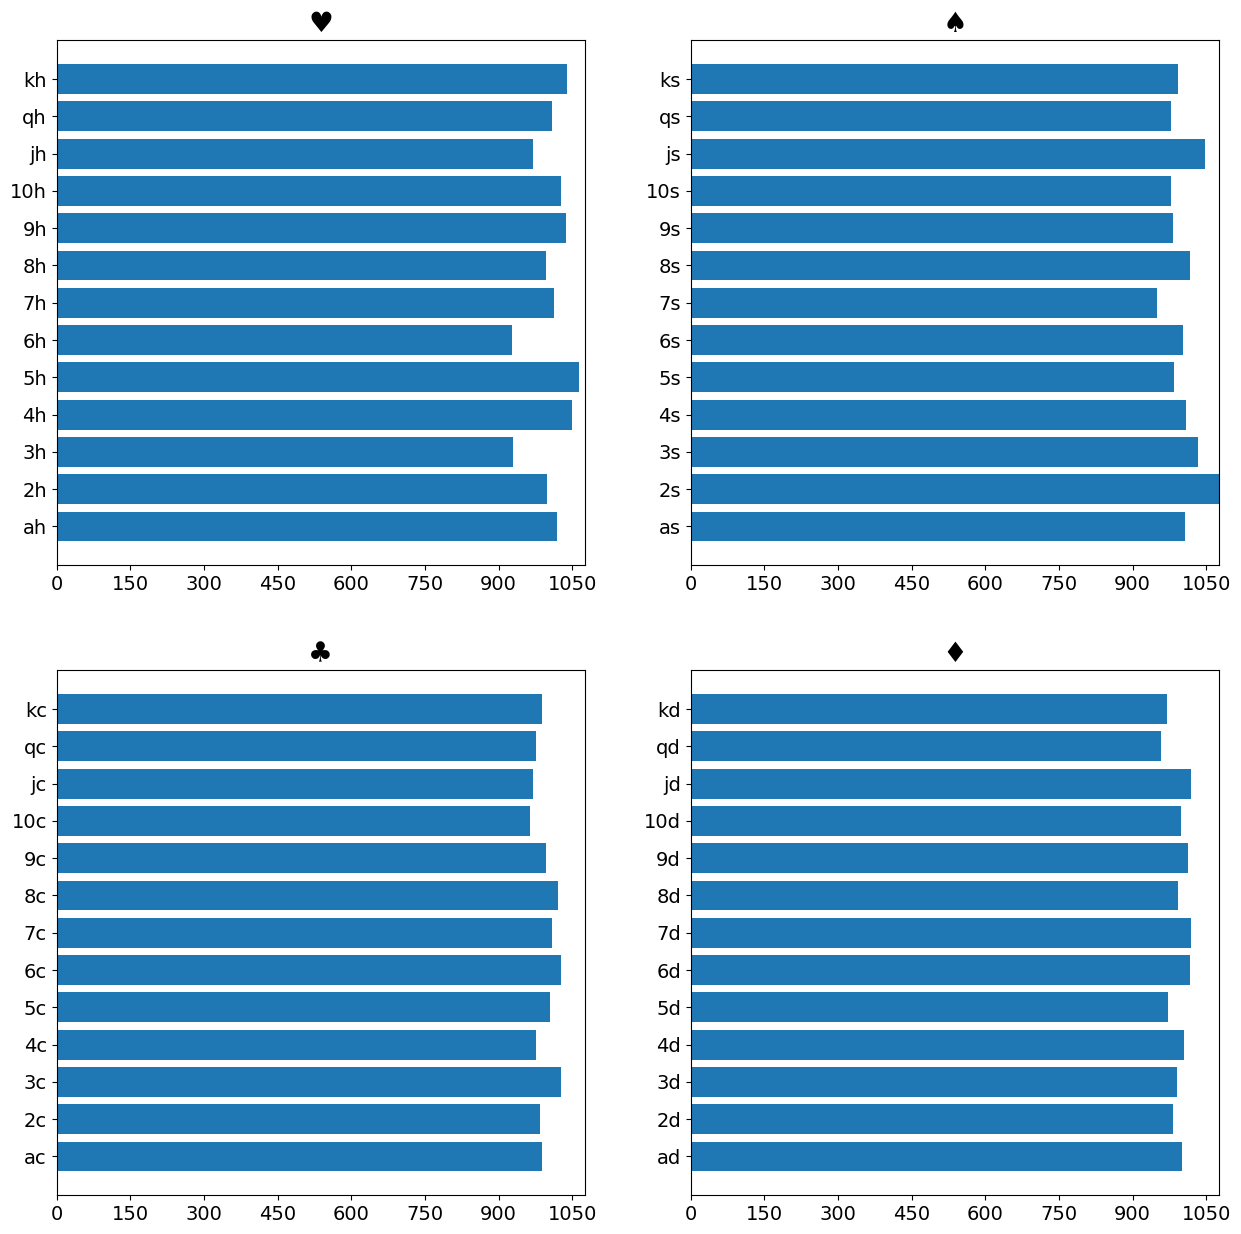 ♥
kh
qh
jh
10h
9h
8h
7h
6h
5h
4h
3h
2h
ah
0 150 300 450 600 750 900 1050
♠
ks
qs
js
10s
9s
8s
7s
6s
5s
4s
3s
2s
as
0 150 300 450 600 750 900 1050
♣
kc
qc
jc
10c
9c
8c
7c
6c
5c
4c
3c
2c
ac
0 150 300 450 600 750 900 1050
♦
kd
qd
jd
10d
9d
8d
7d
6d
5d
4d
3d
2d
ad
0 150 300 450 600 750 900 1050